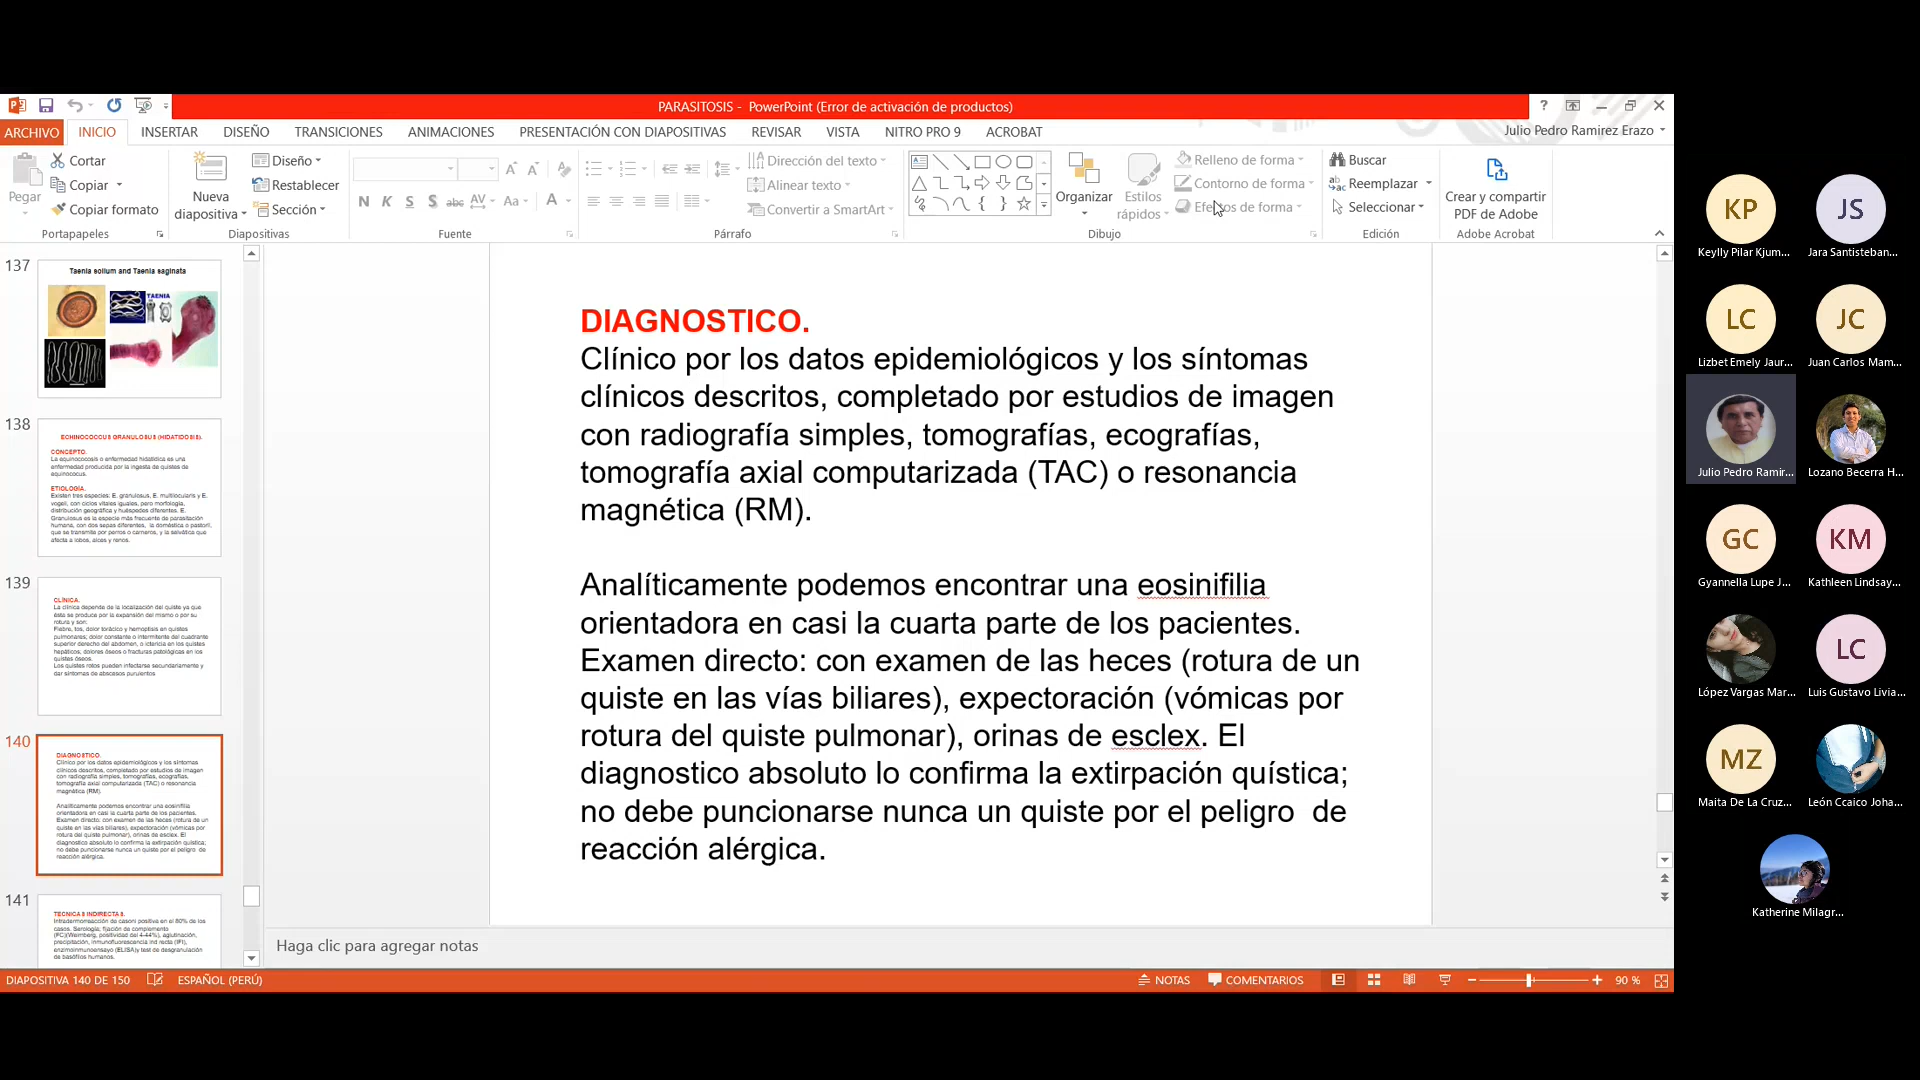 PARASITOSIS - PowerPoint (Error de activación de productos)
ARCHIVO INICIO INSERTAR DISEÑO TRANSICIONES ANIMACIONES PRESENTACIÓN CON DIAPOSITIVAS REVISAR VISTA NITRO PRO 9 ACROBAT
Julio Pedro Ramirez Erazo
Pegar
Cortar
Copiar
Copiar formato
Portapapeles
Nueva diapositiva
Diseño
Restablecer
Sección
Diapositivas
N K S S abc AV Aa A
Fuente
Dirección del texto
Alinear texto
Convertir a SmartArt
Párrafo
Organizar
Estilos rápidos
Relleno de forma
Contorno de forma
Efectos de forma
Dibujo
Buscar
Reemplazar
Seleccionar
Edición
Crear y compartir
PDF de Adobe
Adobe Acrobat
137
Taenia solium and Taenia saginata
TAENIA
138
ECHINOCOCCUS GRANULOSUS (HIDATIDOSIS).
CONCEPTO.
La equinococosis o enfermedad hidatídica es una
enfermedad producida por la ingesta de quistes de
equinococus.
ETIOLOGÍA.
Existen tres especies: E. granulosus, E. multilocularis y E.
vogeli, con ciclos vitales iguales, pero morfología,
distribución geográfica y huéspedes diferentes. E.
Granulosus es la especie más frecuente de parasitación
humana, con dos sepas diferentes, la doméstica o pastoril,
que se transmite por perros o carneros, y la selvática que
afecta a lobos, alces y renos.
139
CLÍNICA.
La clínica depende de la localización del quiste ya que
ésta se produce por la expansión del mismo o por su
rotura y son:
Fiebre, tos, dolor torácico y hemoptisis en quistes
pulmonares; dolor constante o intermitente del cuadrante
superior derecho del abdomen, o ictericia en los quistes
hepáticos, dolores óseos o fracturas patológicas en los
quistes óseos.
Los quistes rotos pueden infectarse secundariamente y
dar síntomas de abscesos purulentos
140
DIAGNOSTICO.
Clínico por los datos epidemiológicos y los síntomas
clínicos descritos, completado por estudios de imagen
con radiografía simples, tomografías, ecografías,
tomografía axial computarizada (TAC) o resonancia
magnética (RM).
Analíticamente podemos encontrar una eosinifilia
orientadora en casi la cuarta parte de los pacientes.
Examen directo: con examen de las heces (rotura de un
quiste en las vías biliares), expectoración (vómicas por
rotura del quiste pulmonar), orinas de esclex. El
diagnostico absoluto lo confirma la extirpación quística;
no debe puncionarse nunca un quiste por el peligro de
reacción alérgica.
141
TECNICAS INDIRECTAS.
Intradermorreacción de casoni positiva en el 80% de los
casos. Serología, fijación de complemento
(FC)(Weinberg, positividad del 4-44%), aglutinación,
precipitación, inmunofluorescencia indirecta (IFI),
enzimoinmunoensayo (ELISA)y test de desgranulación
de basófilos humanos.
DIAGNOSTICO.
Clínico por los datos epidemiológicos y los síntomas
clínicos descritos, completado por estudios de imagen
con radiografía simples, tomografías, ecografías,
tomografía axial computarizada (TAC) o resonancia
magnética (RM).
Analíticamente podemos encontrar una eosinifilia
orientadora en casi la cuarta parte de los pacientes.
Examen directo: con examen de las heces (rotura de un
quiste en las vías biliares), expectoración (vómicas por
rotura del quiste pulmonar), orinas de esclex. El
diagnostico absoluto lo confirma la extirpación quística;
no debe puncionarse nunca un quiste por el peligro  de
reacción alérgica.
Haga clic para agregar notas
DIAPOSITIVA 140 DE 150 ESPAÑOL (PERÚ) NOTAS COMENTARIOS 90 %
KP JS
Keylly Pilar Kjum... Jara Santisteban...
LC JC
Lizbet Emely Jaur... Juan Carlos Mam...
Julio Pedro Ramir... Lozano Becerra H...
GC KM
Gyannella Lupe J... Kathleen Lindsay...
LC
López Vargas Mar... Luis Gustavo Livia...
MZ
Maita De La Cruz... León Ccaico Joha...
Katherine Milagr...